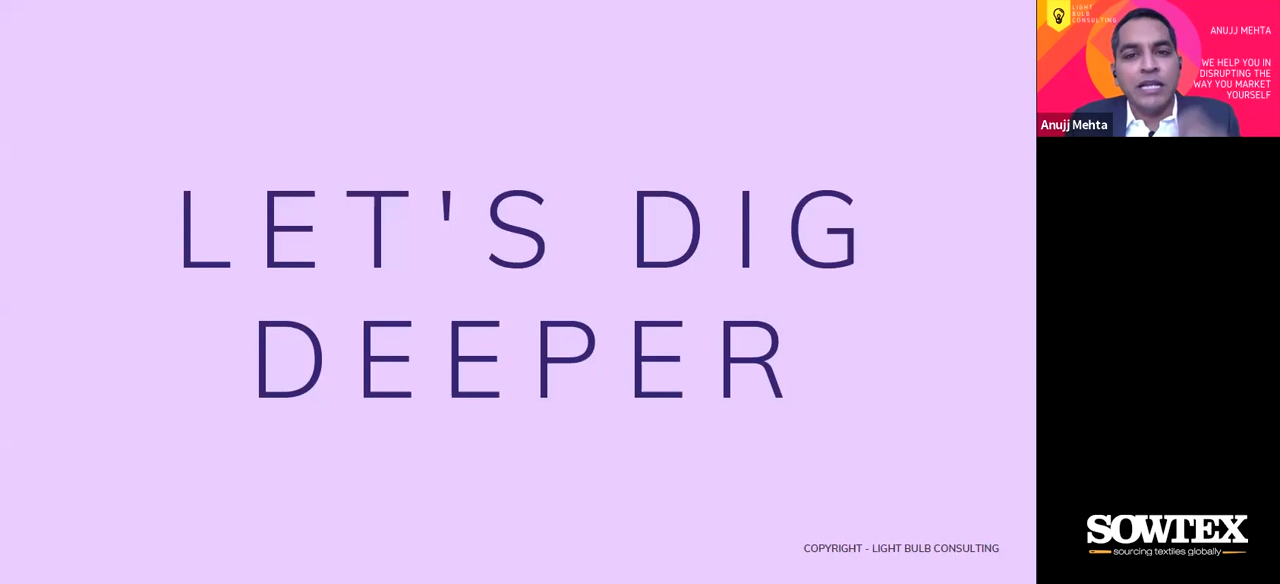 LET'S DIG
DEEPER
COPYRIGHT - LIGHT BULB CONSULTING
LIGHT
BULB
CONSULTING
ANUJJ MEHTA
WE HELP YOU IN
DISRUPTING THE
WAY YOU MARKET
YOURSELF
Anujj Mehta
SOWTEX
sourcing textiles globally